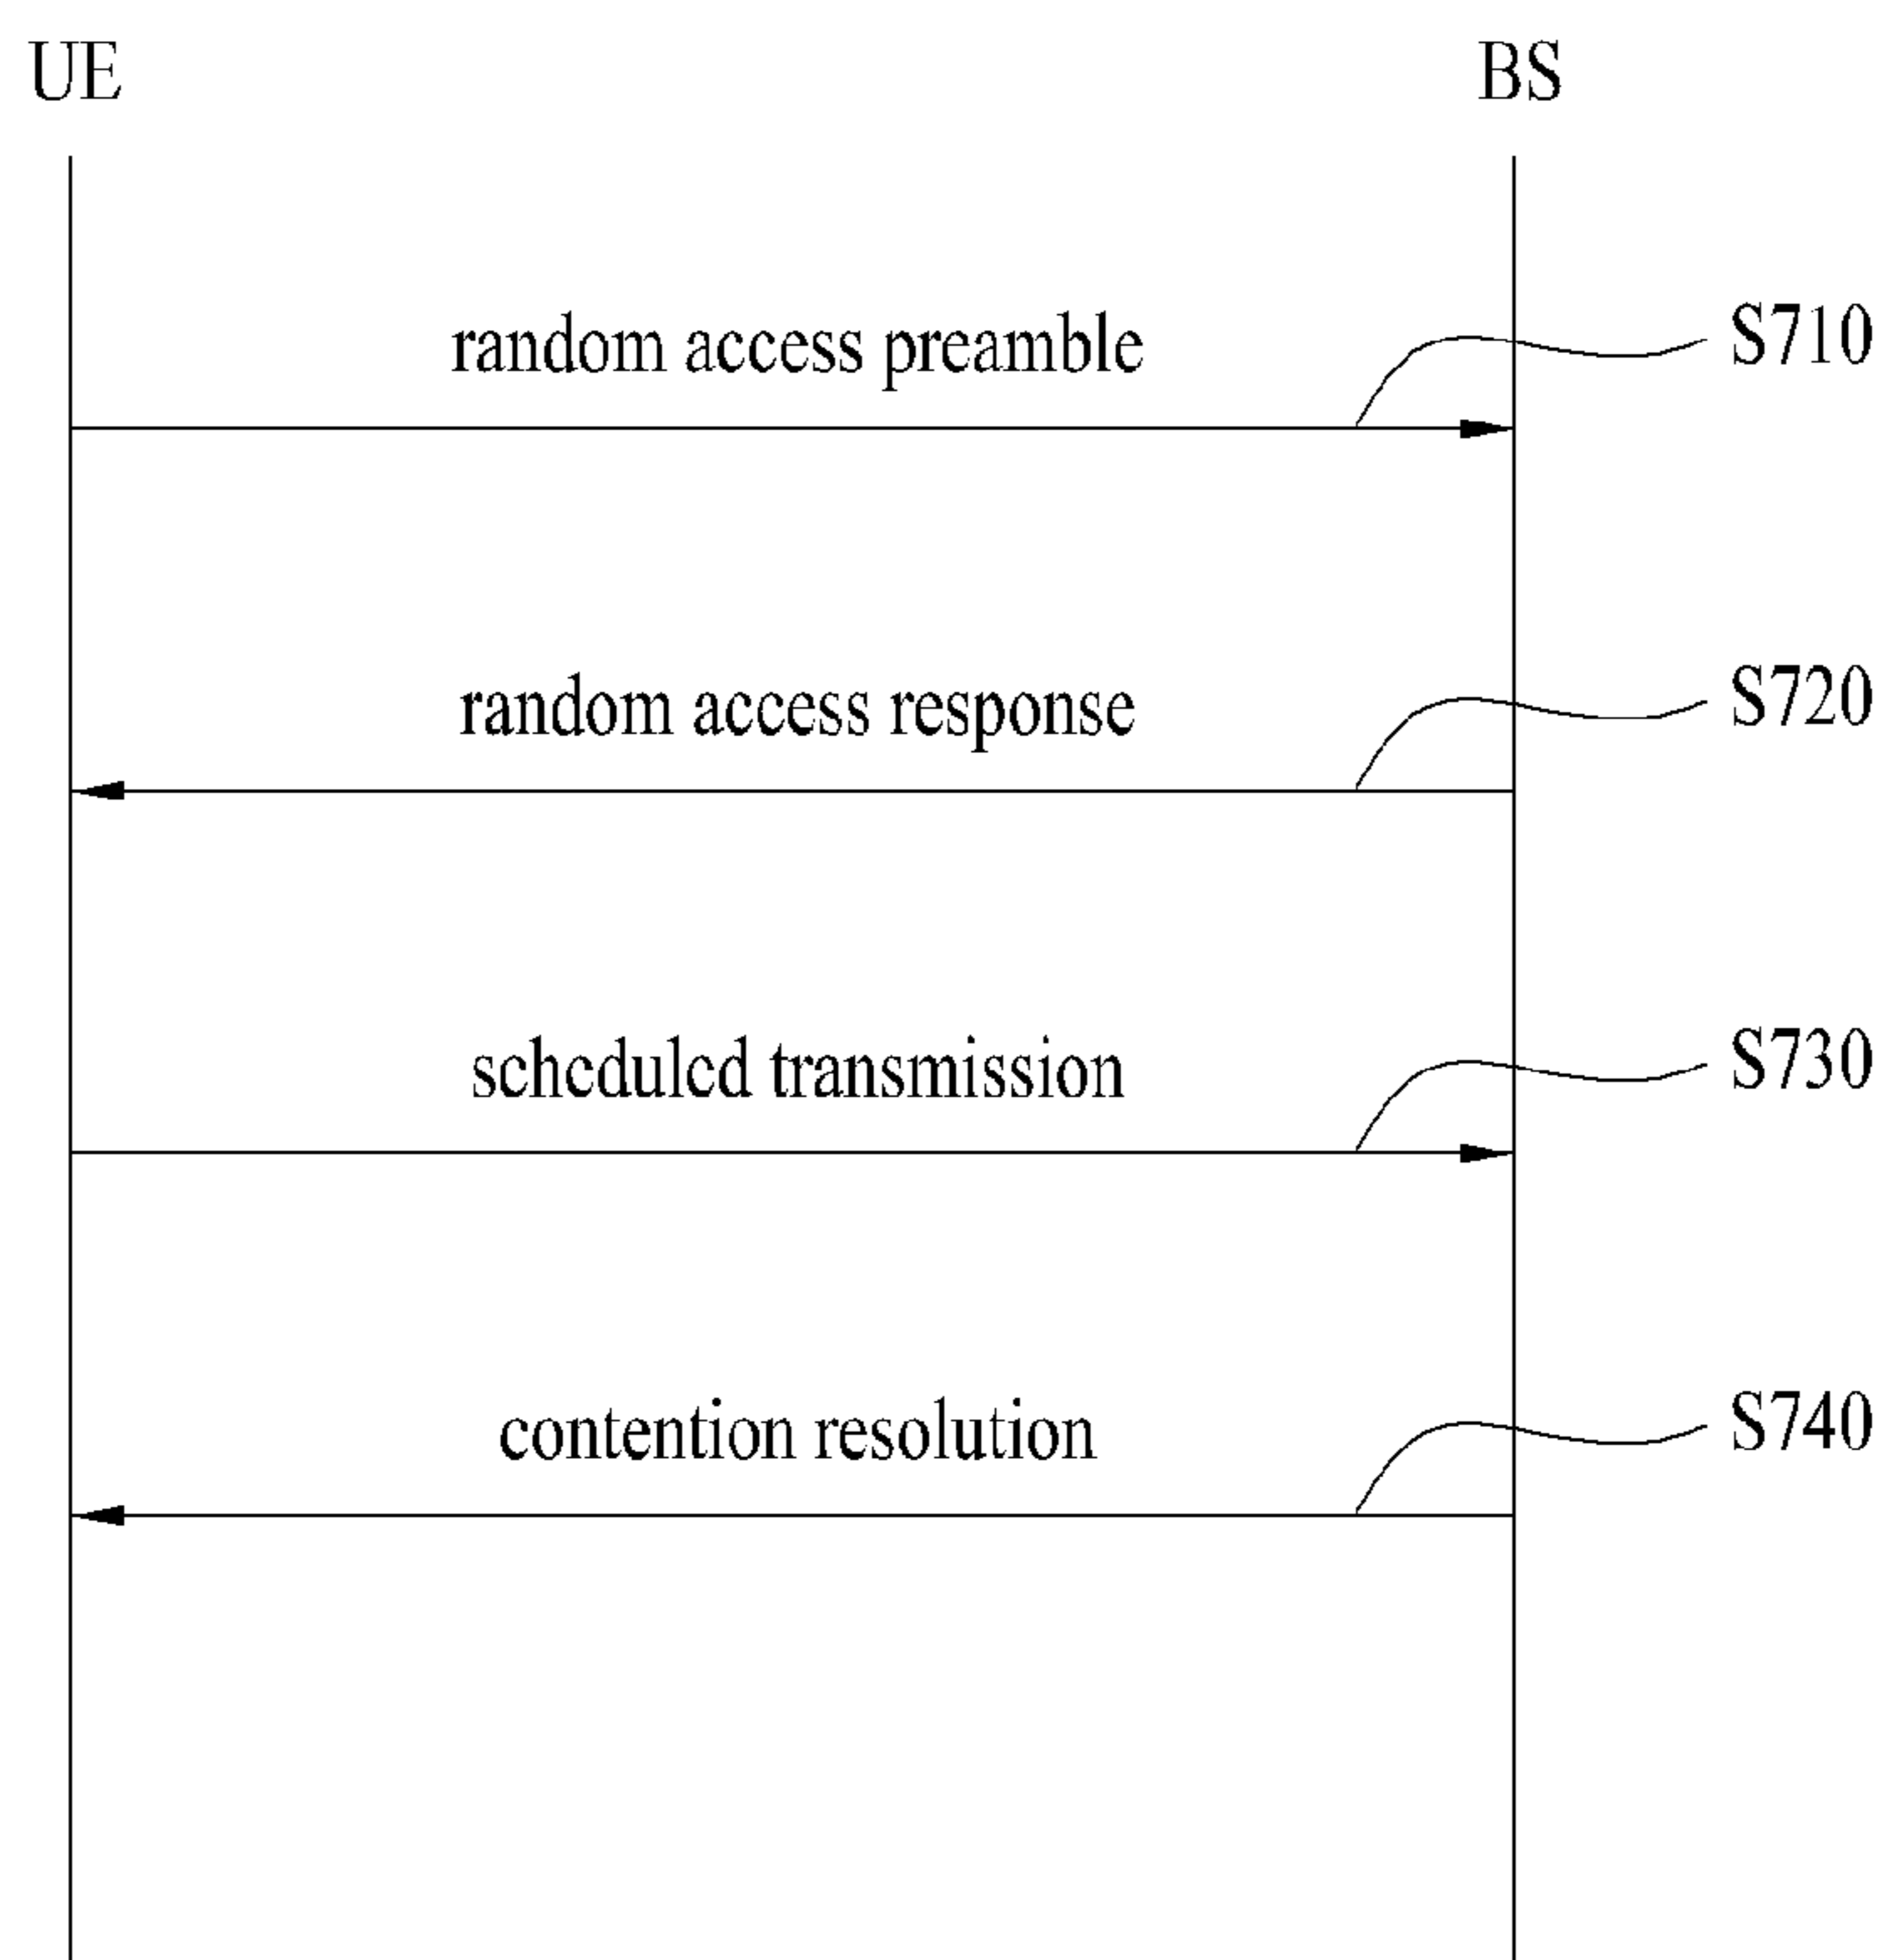 UE
BS
random access preamble
S710
random access response
S720
scheduled transmission
S730
contention resolution
S740